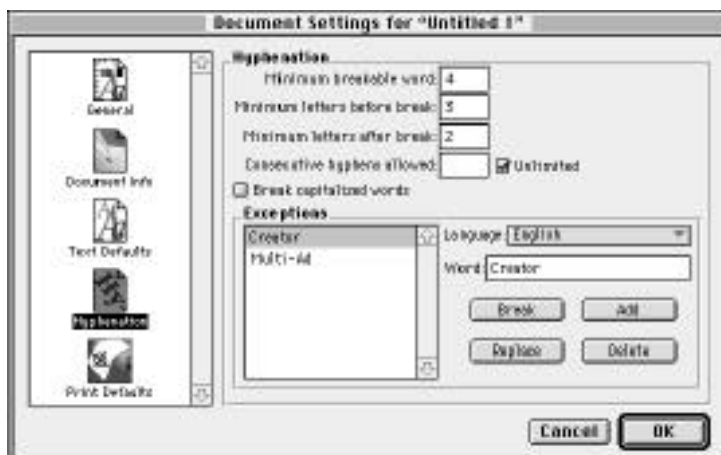 Document Settings for "Untitled 1"
General
Document Info
Text Defaults
Hyphenation
Print Defaults
Hyphenation
Minimum breakable word: 4
Minimum letters before break: 3
Minimum letters after break: 2
Consecutive hyphens allowed: Unlimited
Break capitalized words
Exceptions
Creator
Multi-Ad
Language: English
Word: Creator
Break Add
Replace Delete
Cancel OK